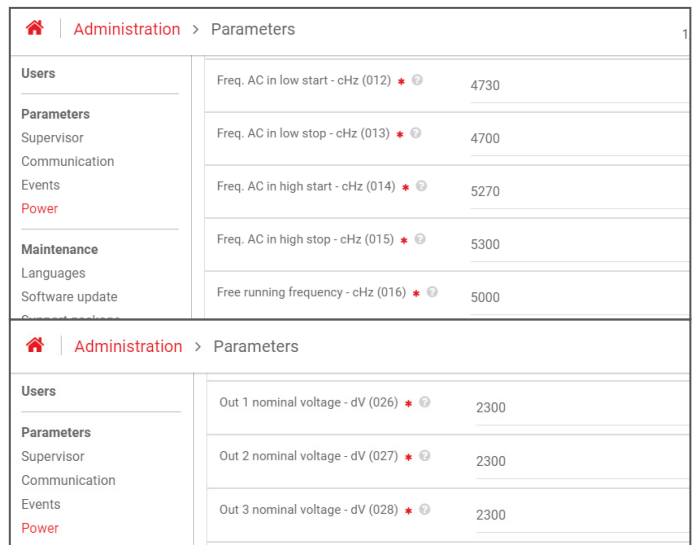 Administration > Parameters
1
Users
Parameters
Supervisor
Communication
Events
Power
Maintenance
Languages
Software update
Freq. AC in low start - cHz (012) * ? 4730
Freq. AC in low stop - cHz (013) * ? 4700
Freq. AC in high start - cHz (014) * ? 5270
Freq. AC in high stop - cHz (015) * ? 5300
Free running frequency - cHz (016) * ? 5000
Administration > Parameters
Users
Parameters
Supervisor
Communication
Events
Power
Out 1 nominal voltage - dV (026) * ? 2300
Out 2 nominal voltage - dV (027) * ? 2300
Out 3 nominal voltage - dV (028) * ? 2300